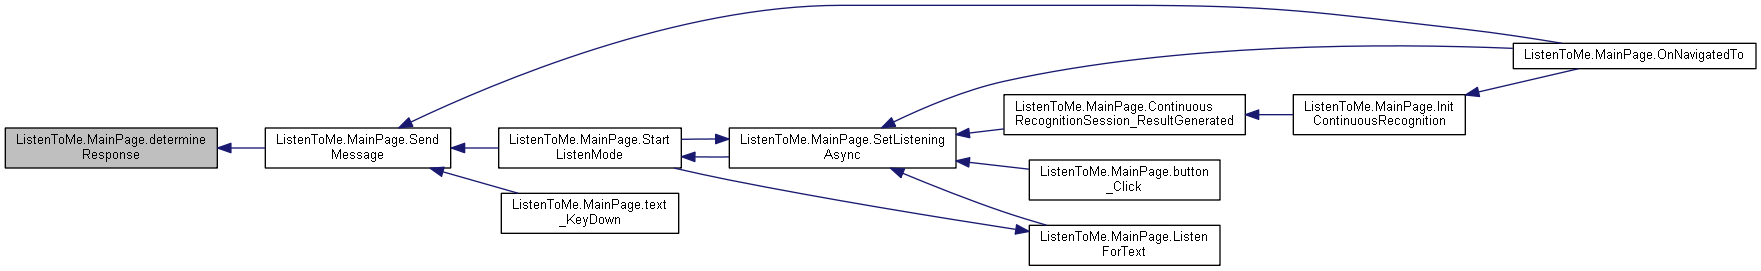 ListenToMe.MainPage.determine
Response
ListenToMe.MainPage.Send
Message
ListenToMe.MainPage.Start
ListenMode
ListenToMe.MainPage.text
_KeyDown
ListenToMe.MainPage.SetListening
Async
ListenToMe.MainPage.Continuous
RecognitionSession_ResultGenerated
ListenToMe.MainPage.button
_Click
ListenToMe.MainPage.Listen
ForText
ListenToMe.MainPage.Init
ContinuousRecognition
ListenToMe.MainPage.OnNavigatedTo